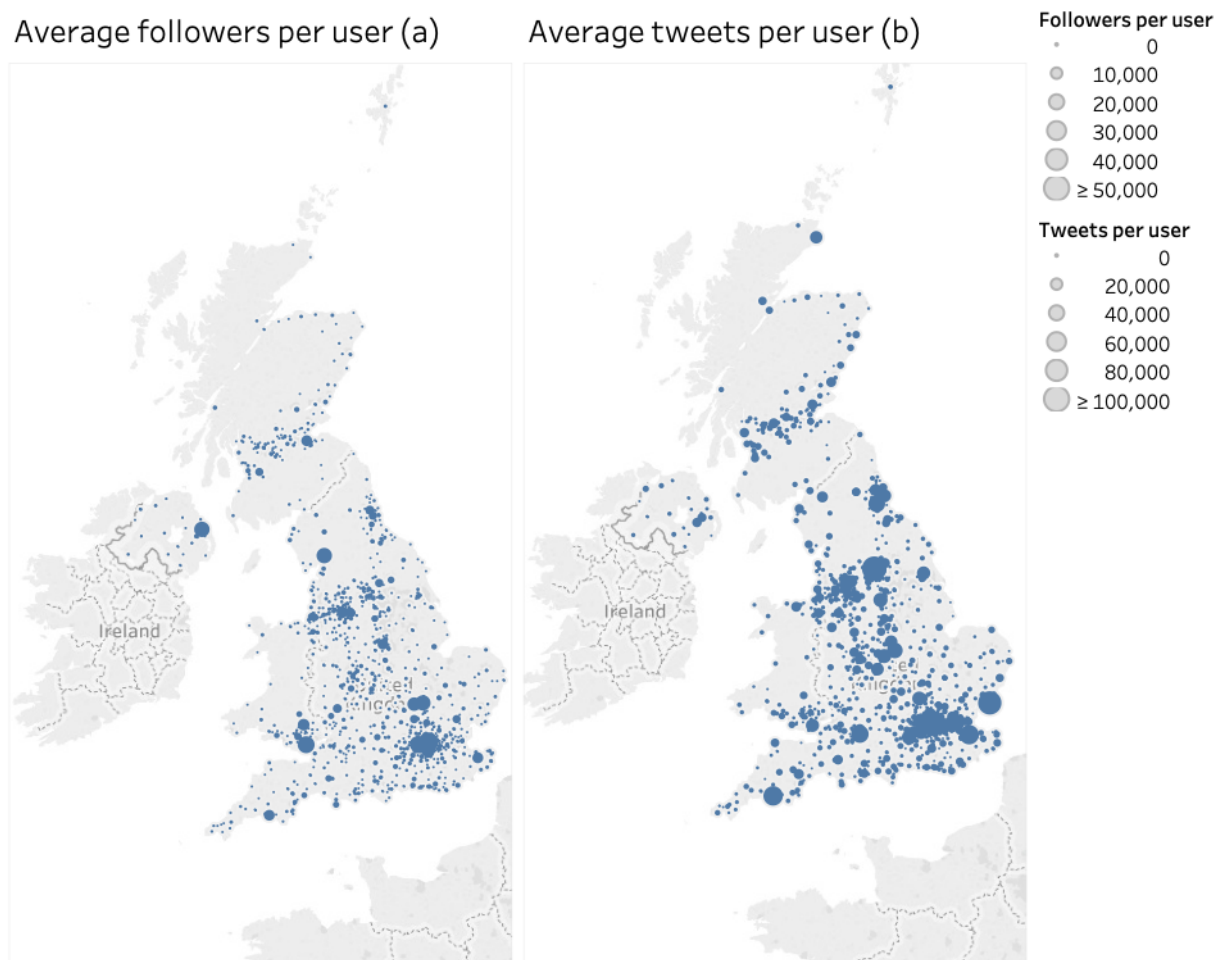 Average followers per user (a)
Average tweets per user (b)
Followers per user
0
10,000
20,000
30,000
40,000
≥ 50,000
Tweets per user
0
20,000
40,000
60,000
80,000
≥ 100,000
Ireland
Ireland